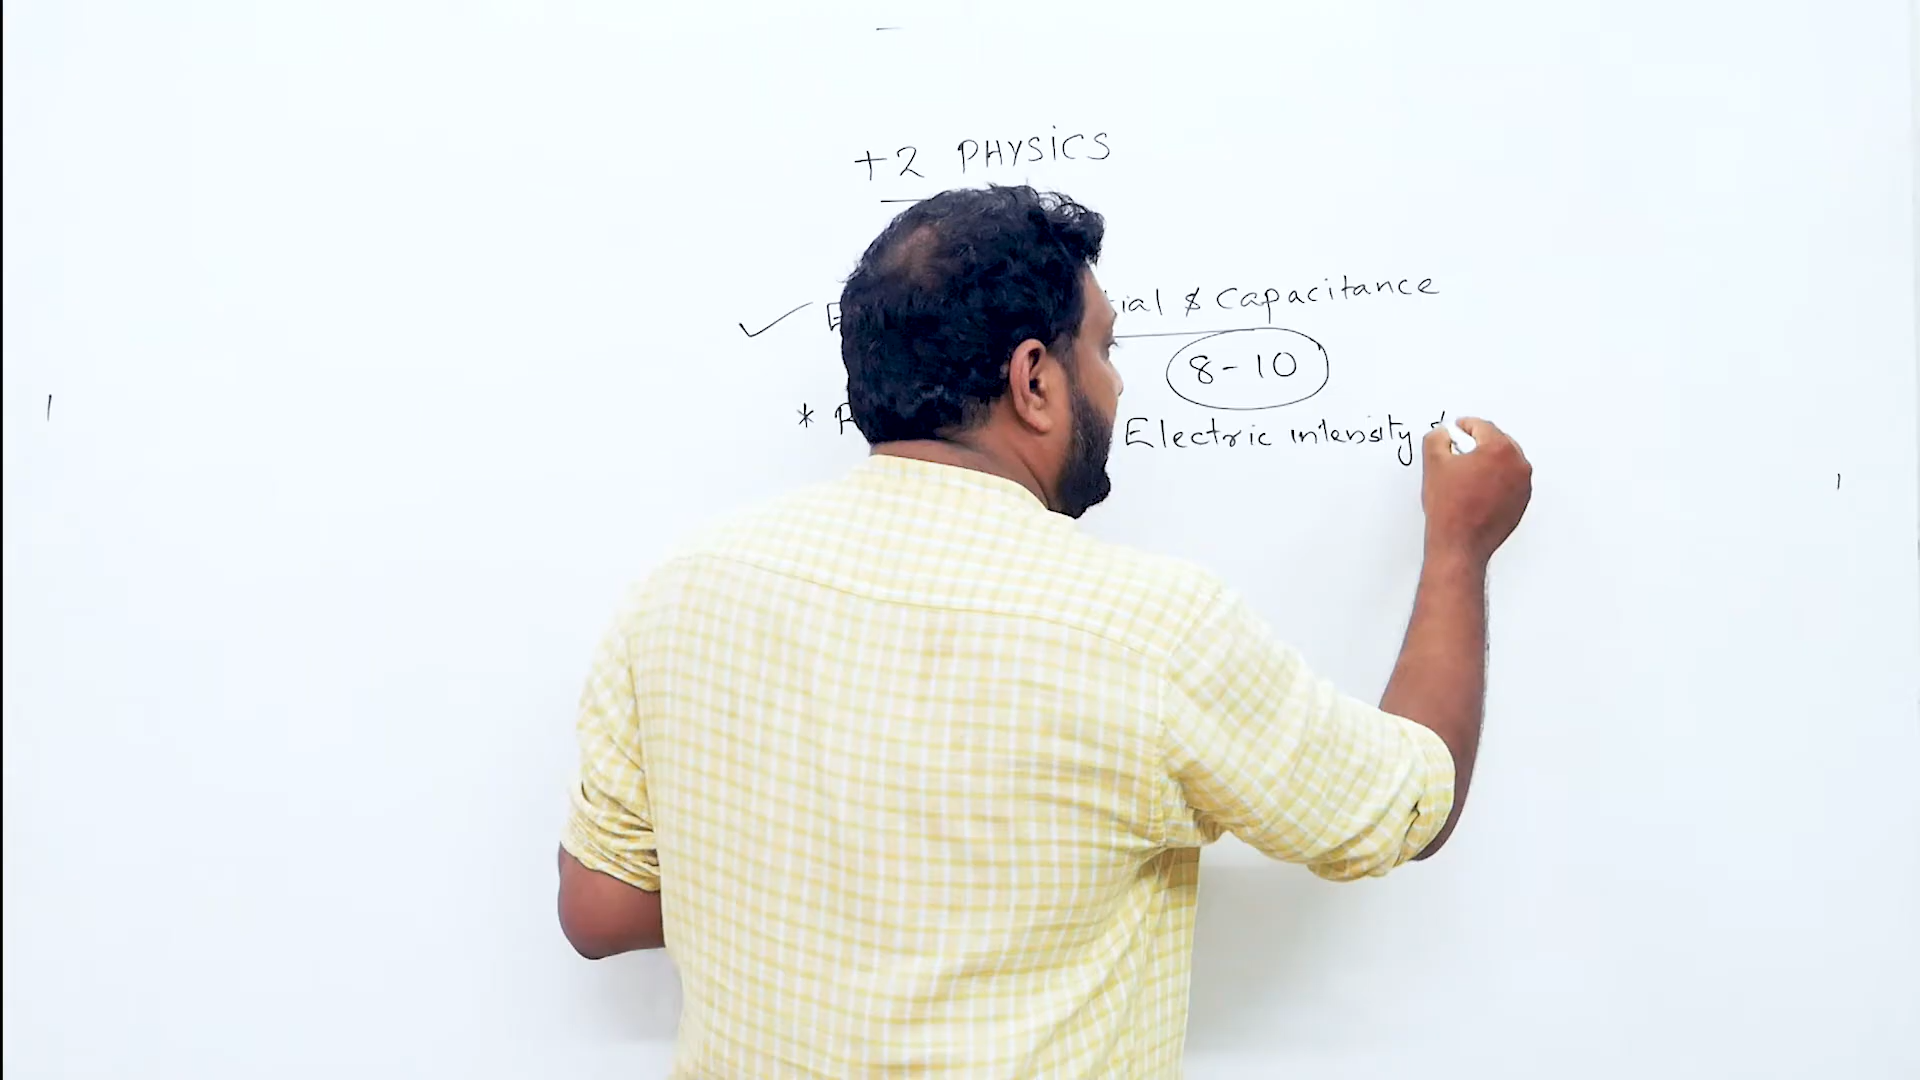 +2 PHYSICS
✓ E tial & Capacitance
8-10
* R Electric intensity &